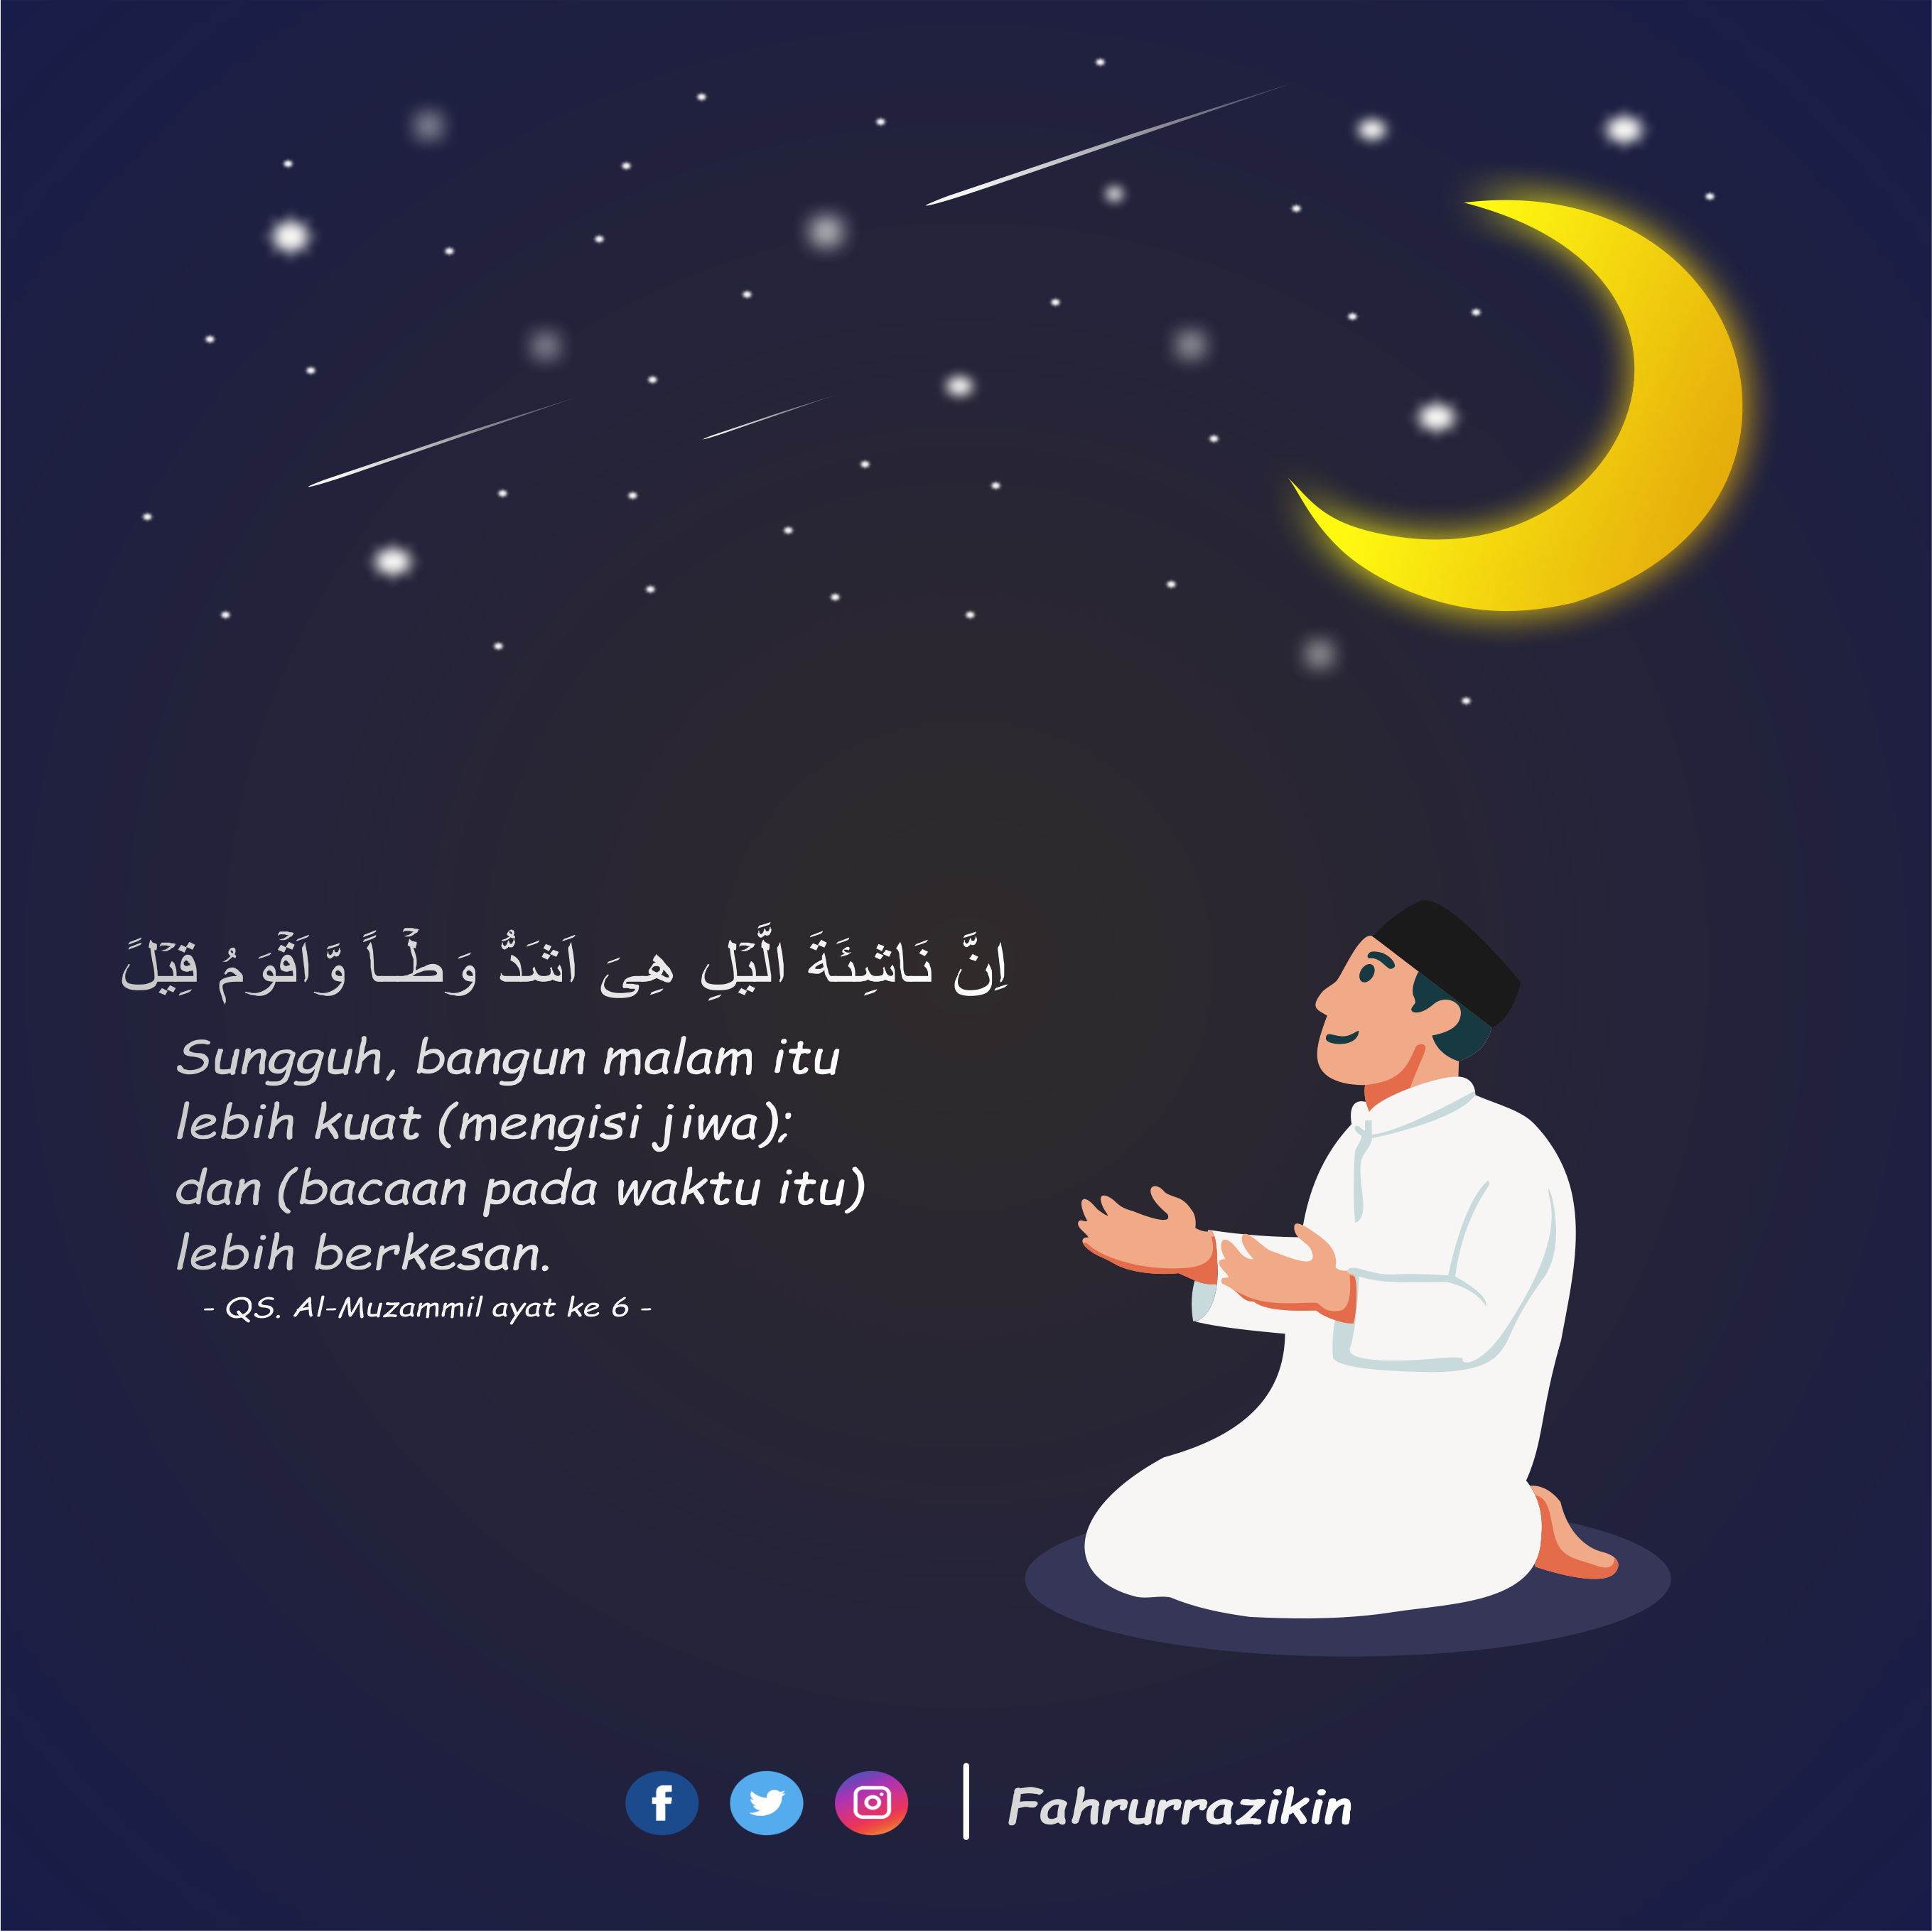 اِنَّ نَاشِئَةَ الَّيْلِ هِىَ اَشَدُّ وَطْـاً وَّاَقْوَمُ قِيْلً
Sungguh, bangun malam itu
lebih kuat (mengisi jiwa);
dan (bacaan pada waktu itu)
lebih berkesan.
- QS. Al-Muzammil ayat ke 6 -
Fahrurrazikin